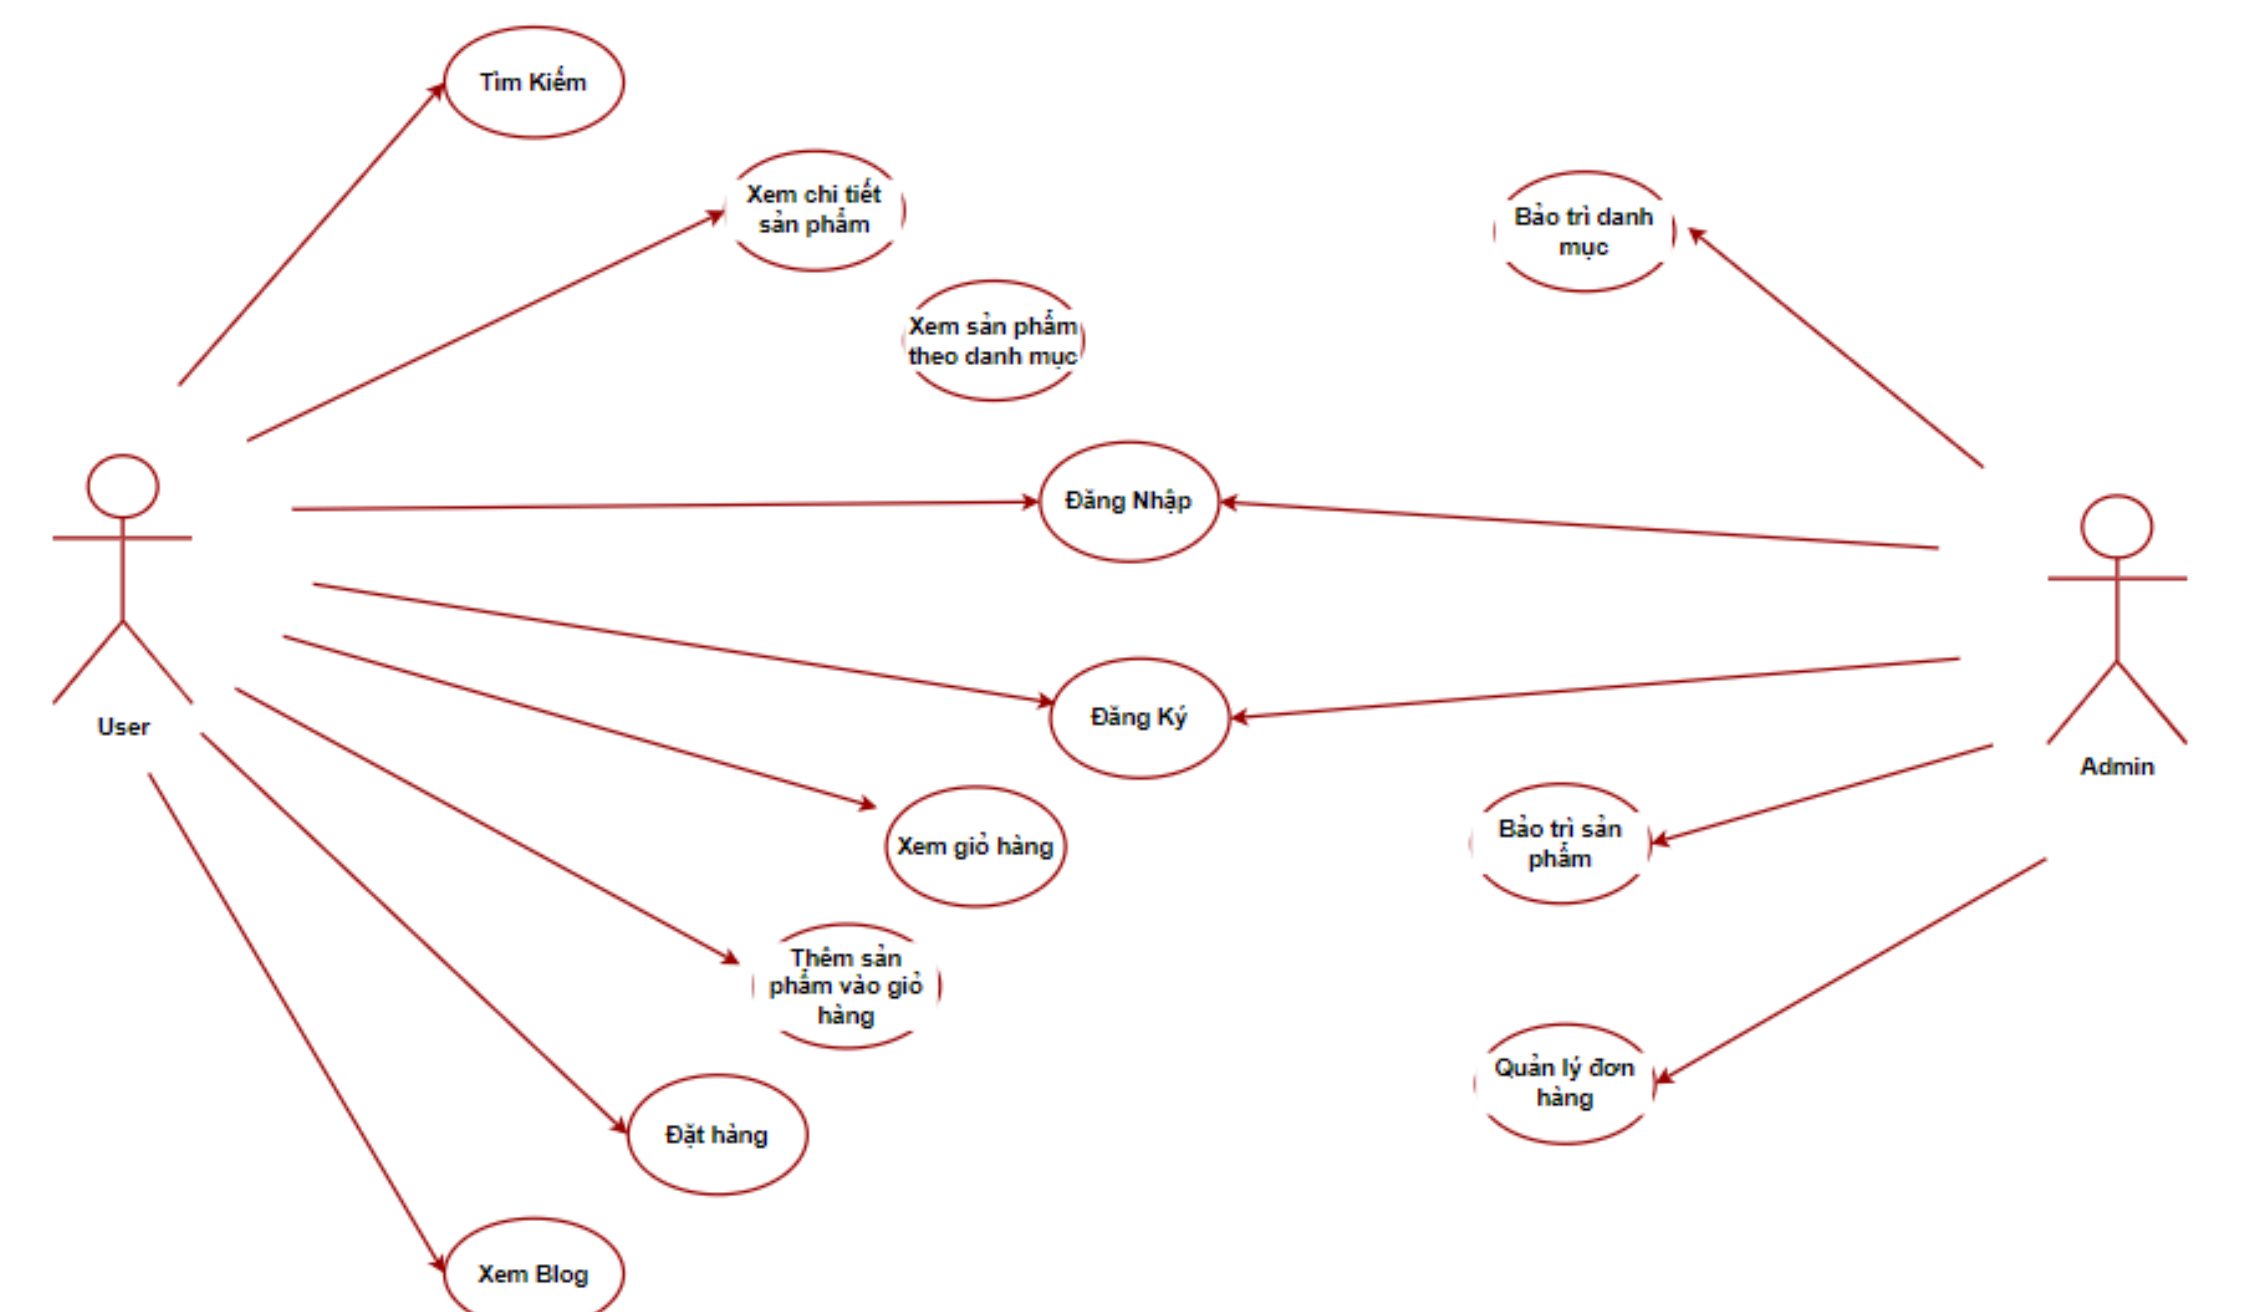 Tìm Kiếm
Xem chi tiết
sản phẩm
Bảo trì danh
mục
Xem sản phẩm
theo danh mục
Đăng Nhập
Đăng Ký
User
Admin
Xem giỏ hàng
Bảo trì sản
phẩm
Thêm sản
phẩm vào giỏ
hàng
Quản lý đơn
hàng
Đặt hàng
Xem Blog